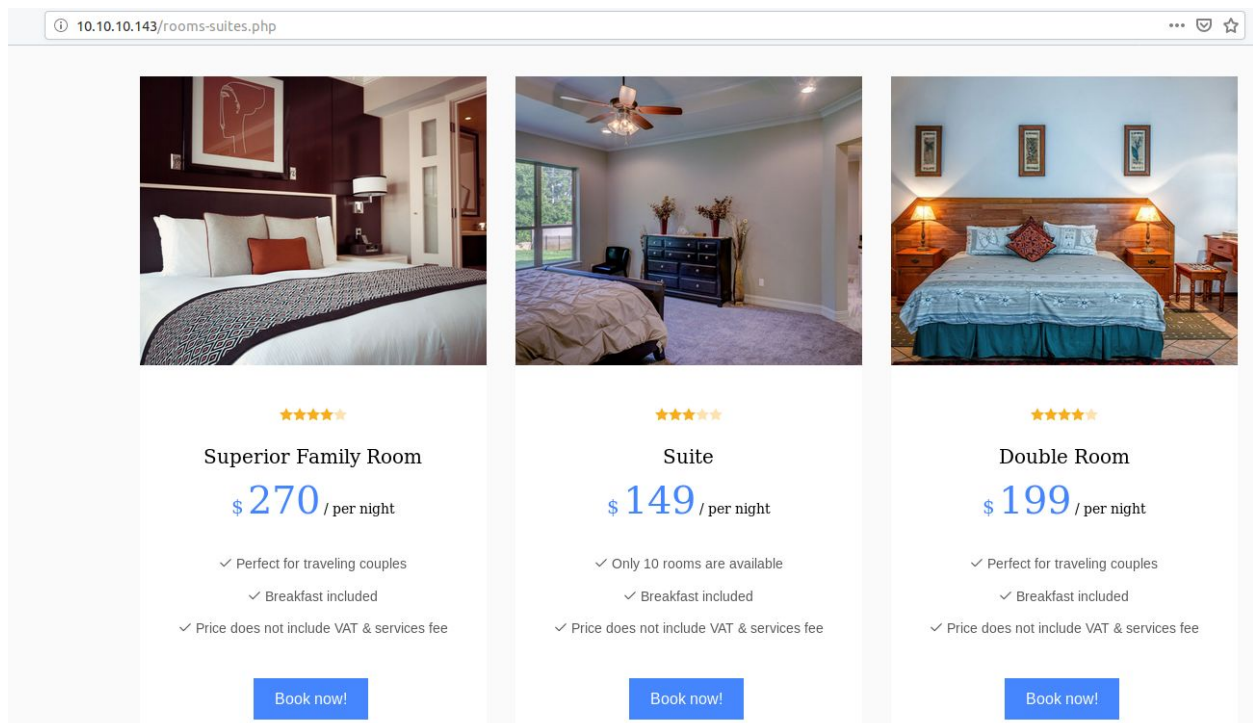 10.10.10.143/rooms-suites.php
Superior Family Room
$ 270 / per night
Perfect for traveling couples
Breakfast included
Price does not include VAT & services fee
Book now!
Suite
$ 149 / per night
Only 10 rooms are available
Breakfast included
Price does not include VAT & services fee
Book now!
Double Room
$ 199 / per night
Perfect for traveling couples
Breakfast included
Price does not include VAT & services fee
Book now!